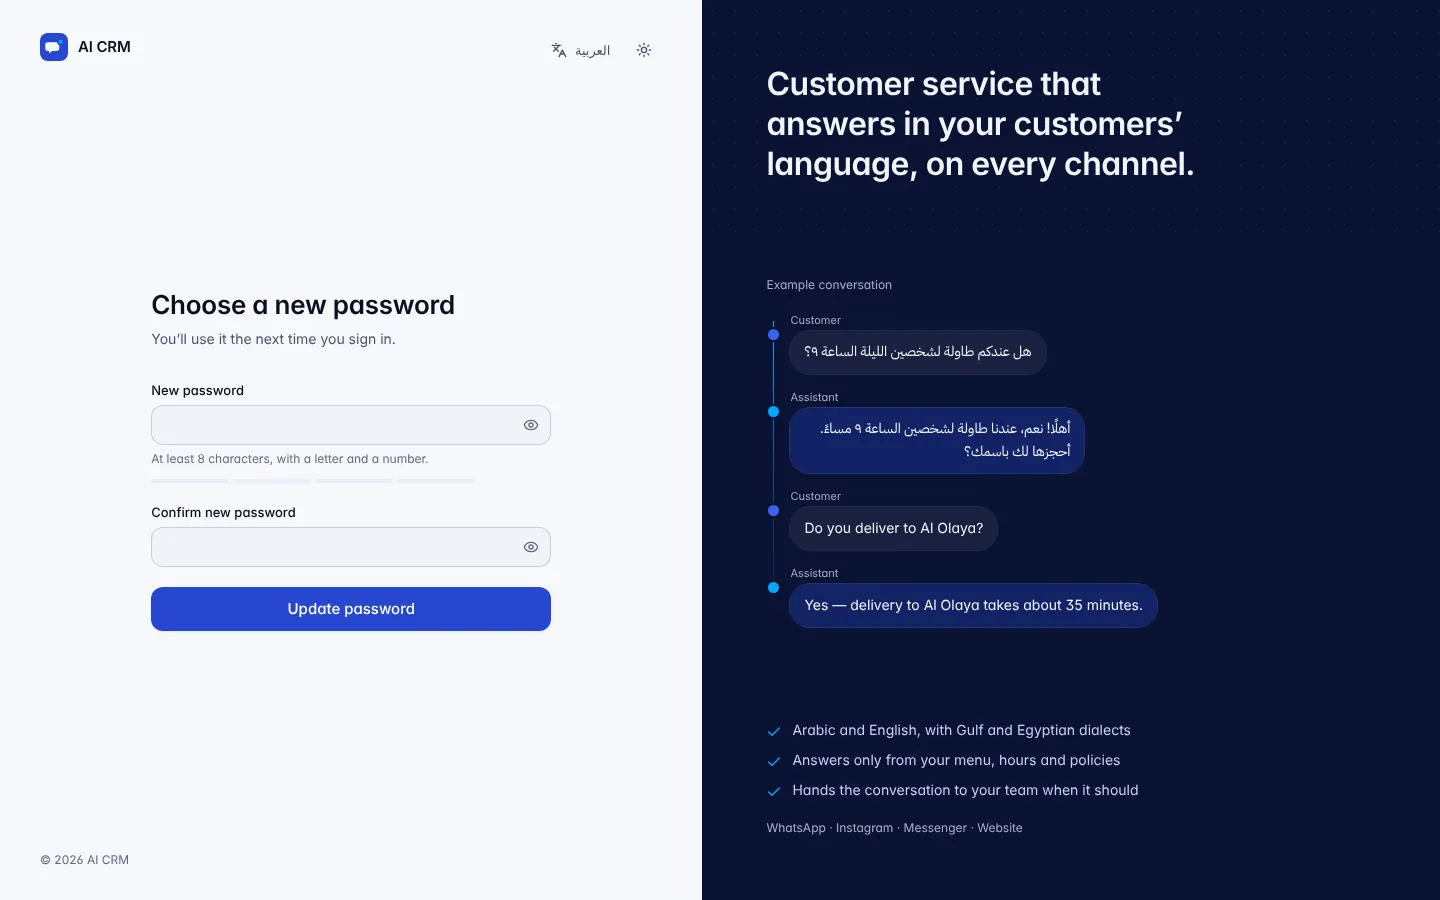 AI CRM
العربية
Choose a new password
You’ll use it the next time you sign in.
New password
At least 8 characters, with a letter and a number.
Confirm new password
Update password
© 2026 AI CRM
Customer service that
answers in your customers’
language, on every channel.
Example conversation
Customer
هل عندكم طاولة لشخصين الليلة الساعة ٩؟
Assistant
أهلًا! نعم، عندنا طاولة لشخصين الساعة ٩ مساءً.
أحجزها لك باسمك؟
Customer
Do you deliver to Al Olaya?
Assistant
Yes — delivery to Al Olaya takes about 35 minutes.
Arabic and English, with Gulf and Egyptian dialects
Answers only from your menu, hours and policies
Hands the conversation to your team when it should
WhatsApp · Instagram · Messenger · Website